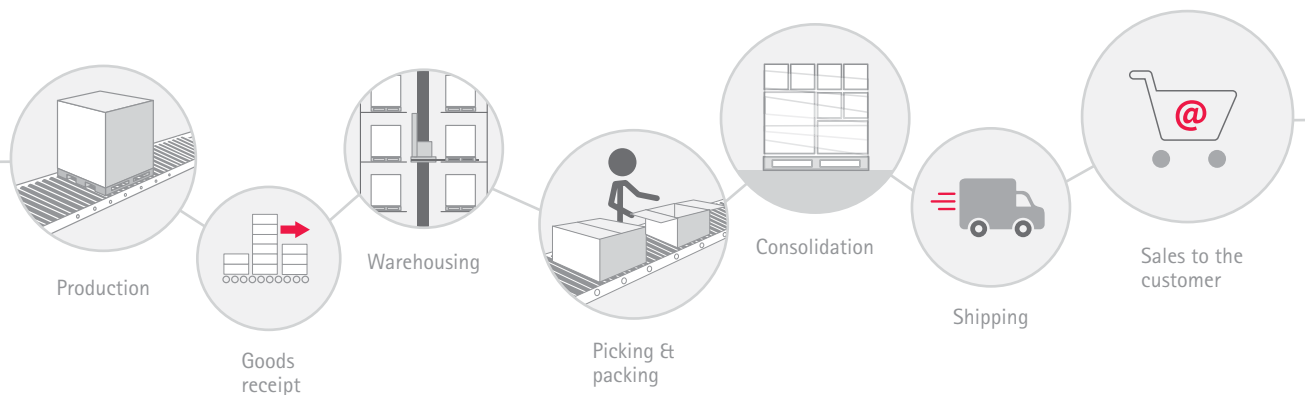 Production
Goods
receipt
Warehousing
Picking &
packing
Consolidation
Shipping
@
Sales to the
customer